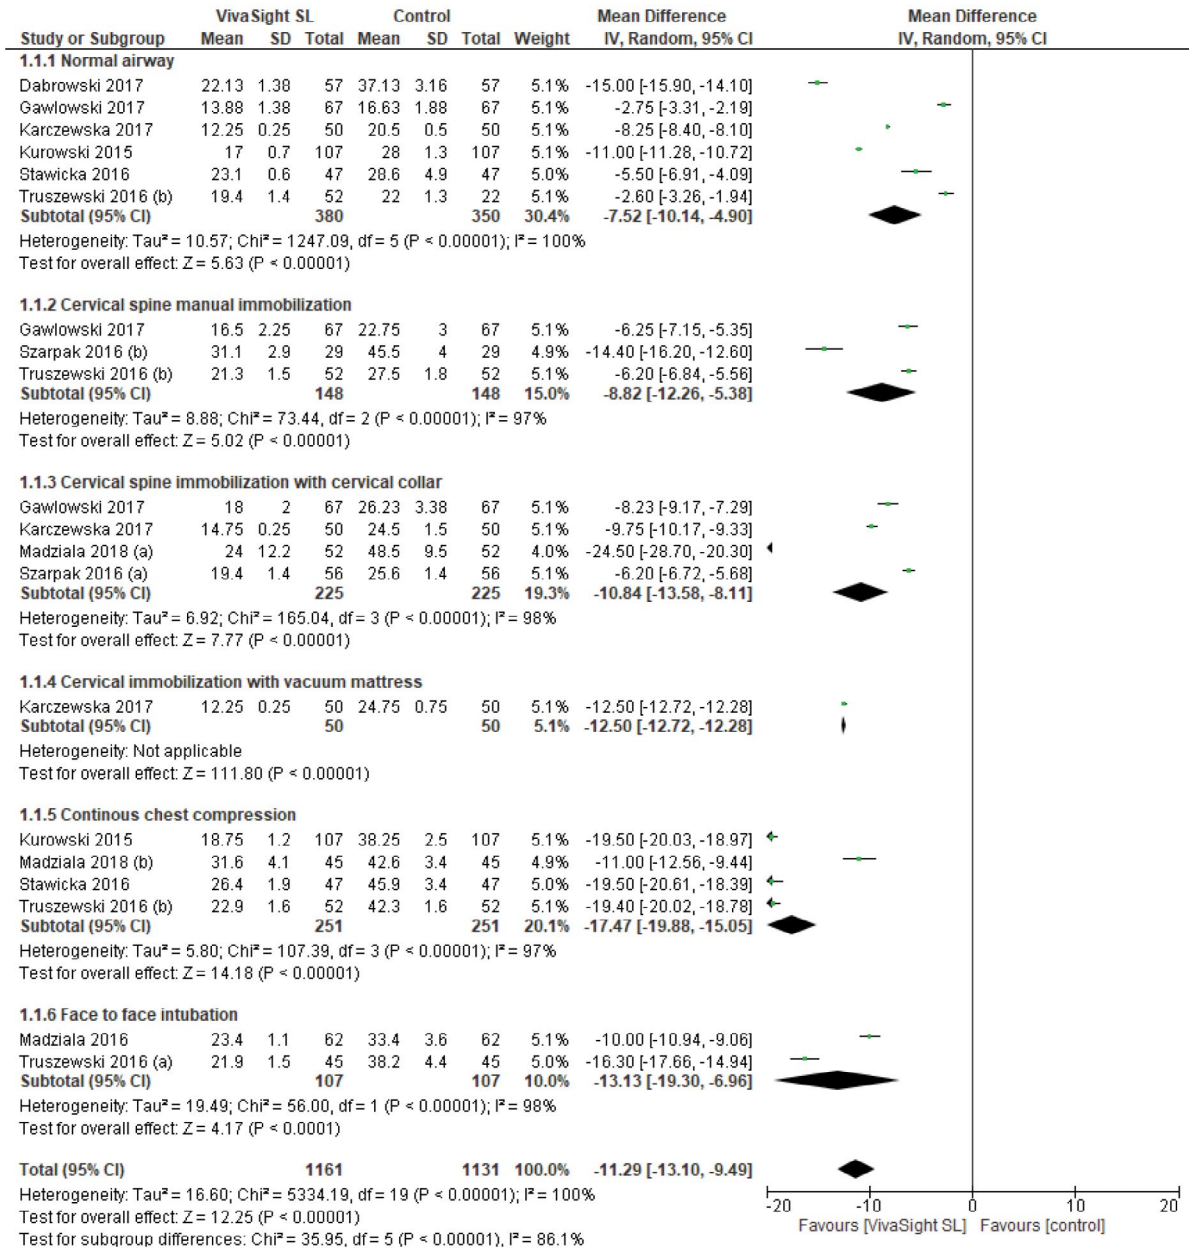 VivaSight SL Control Mean Difference Mean Difference
Study or Subgroup Mean SD Total Mean SD Total Weight IV, Random, 95% CI IV, Random, 95% CI
1.1.1 Normal airway
Dabrowski 2017 22.13 1.38 57 37.13 3.16 57 5.1% -15.00 [-15.90, -14.10]
Gawlowski 2017 13.88 1.38 67 16.63 1.88 67 5.1% -2.75 [-3.31, -2.19]
Karczewska 2017 12.25 0.25 50 20.5 0.5 50 5.1% -8.25 [-8.40, -8.10]
Kurowski 2015 17 0.7 107 28 1.3 107 5.1% -11.00 [-11.28, -10.72]
Stawicka 2016 23.1 0.6 47 28.6 4.9 47 5.0% -5.50 [-6.91, -4.09]
Truszewski 2016 (b) 19.4 1.4 52 22 1.3 22 5.1% -2.60 [-3.26, -1.94]
Subtotal (95% CI) 380 350 30.4% -7.52 [-10.14, -4.90]
Heterogeneity: Tau² = 10.57; Chi² = 1247.09, df = 5 (P < 0.00001); I² = 100%
Test for overall effect: Z = 5.63 (P < 0.00001)
1.1.2 Cervical spine manual immobilization
Gawlowski 2017 16.5 2.25 67 22.75 3 67 5.1% -6.25 [-7.15, -5.35]
Szarpak 2016 (b) 31.1 2.9 29 45.5 4 29 4.9% -14.40 [-16.20, -12.60]
Truszewski 2016 (b) 21.3 1.5 52 27.5 1.8 52 5.1% -6.20 [-6.84, -5.56]
Subtotal (95% CI) 148 148 15.0% -8.82 [-12.26, -5.38]
Heterogeneity: Tau² = 8.88; Chi² = 73.44, df = 2 (P < 0.00001); I² = 97%
Test for overall effect: Z = 5.02 (P < 0.00001)
1.1.3 Cervical spine immobilization with cervical collar
Gawlowski 2017 18 2 67 26.23 3.38 67 5.1% -8.23 [-9.17, -7.29]
Karczewska 2017 14.75 0.25 50 24.5 1.5 50 5.1% -9.75 [-10.17, -9.33]
Madziala 2018 (a) 24 12.2 52 48.5 9.5 52 4.0% -24.50 [-28.70, -20.30]
Szarpak 2016 (a) 19.4 1.4 56 25.6 1.4 56 5.1% -6.20 [-6.72, -5.68]
Subtotal (95% CI) 225 225 19.3% -10.84 [-13.58, -8.11]
Heterogeneity: Tau² = 6.92; Chi² = 165.04, df = 3 (P < 0.00001); I² = 98%
Test for overall effect: Z = 7.77 (P < 0.00001)
1.1.4 Cervical immobilization with vacuum mattress
Karczewska 2017 12.25 0.25 50 24.75 0.75 50 5.1% -12.50 [-12.72, -12.28]
Subtotal (95% CI) 50 50 5.1% -12.50 [-12.72, -12.28]
Heterogeneity: Not applicable
Test for overall effect: Z = 111.80 (P < 0.00001)
1.1.5 Continous chest compression
Kurowski 2015 18.75 1.2 107 38.25 2.5 107 5.1% -19.50 [-20.03, -18.97]
Madziala 2018 (b) 31.6 4.1 45 42.6 3.4 45 4.9% -11.00 [-12.56, -9.44]
Stawicka 2016 26.4 1.9 47 45.9 3.4 47 5.0% -19.50 [-20.61, -18.39]
Truszewski 2016 (b) 22.9 1.6 52 42.3 1.6 52 5.1% -19.40 [-20.02, -18.78]
Subtotal (95% CI) 251 251 20.1% -17.47 [-19.88, -15.05]
Heterogeneity: Tau² = 5.80; Chi² = 107.39, df = 3 (P < 0.00001); I² = 97%
Test for overall effect: Z = 14.18 (P < 0.00001)
1.1.6 Face to face intubation
Madziala 2016 23.4 1.1 62 33.4 3.6 62 5.1% -10.00 [-10.94, -9.06]
Truszewski 2016 (a) 21.9 1.5 45 38.2 4.4 45 5.0% -16.30 [-17.66, -14.94]
Subtotal (95% CI) 107 107 10.0% -13.13 [-19.30, -6.96]
Heterogeneity: Tau² = 19.49; Chi² = 56.00, df = 1 (P < 0.00001); I² = 98%
Test for overall effect: Z = 4.17 (P < 0.0001)
Total (95% CI) 1161 1131 100.0% -11.29 [-13.10, -9.49]
Heterogeneity: Tau² = 16.60; Chi² = 5334.19, df = 19 (P < 0.00001); I² = 100%
-20 -10 0 10 20
Test for overall effect: Z = 12.25 (P < 0.00001)
Favours [VivaSight SL] Favours [control]
Test for subgroup differences: Chi² = 35.95, df = 5 (P < 0.00001), I² = 86.1%